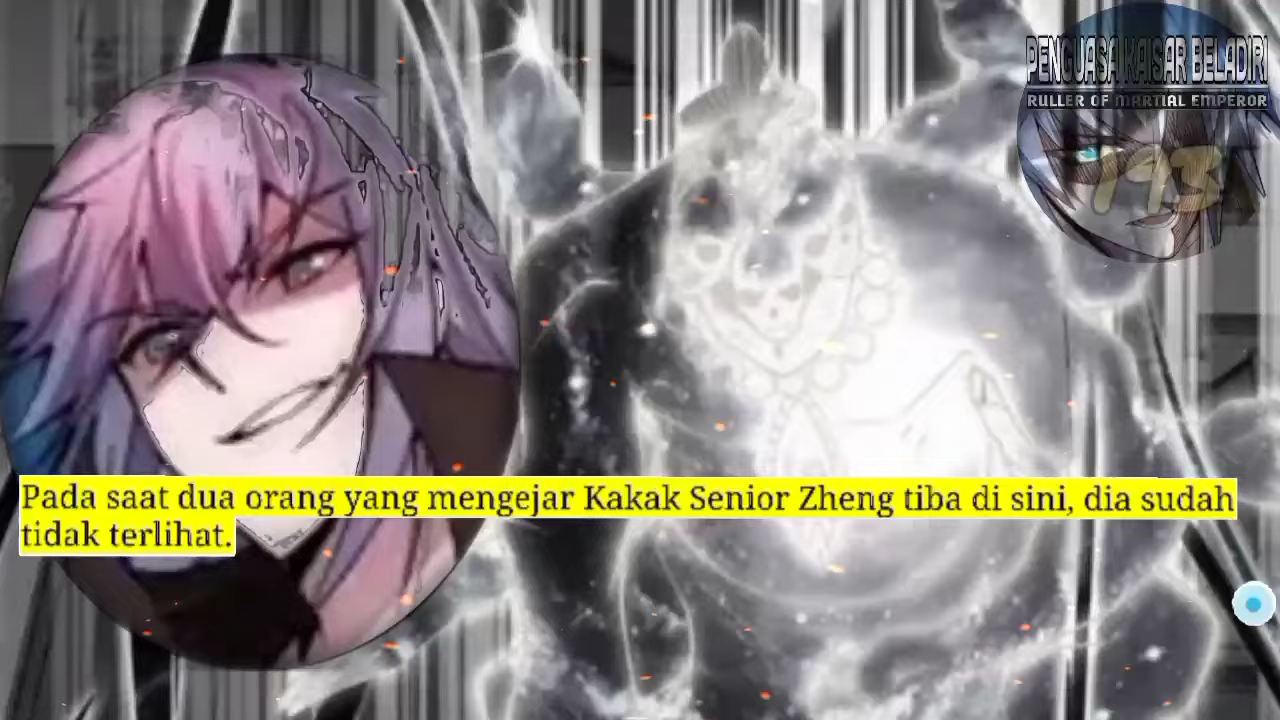 PENGUASA KAISAR BELADIRI
RULLER OF MARTIAL EMPEROR
193
Pada saat dua orang yang mengejar Kakak Senior Zheng tiba di sini, dia sudah
tidak terlihat.